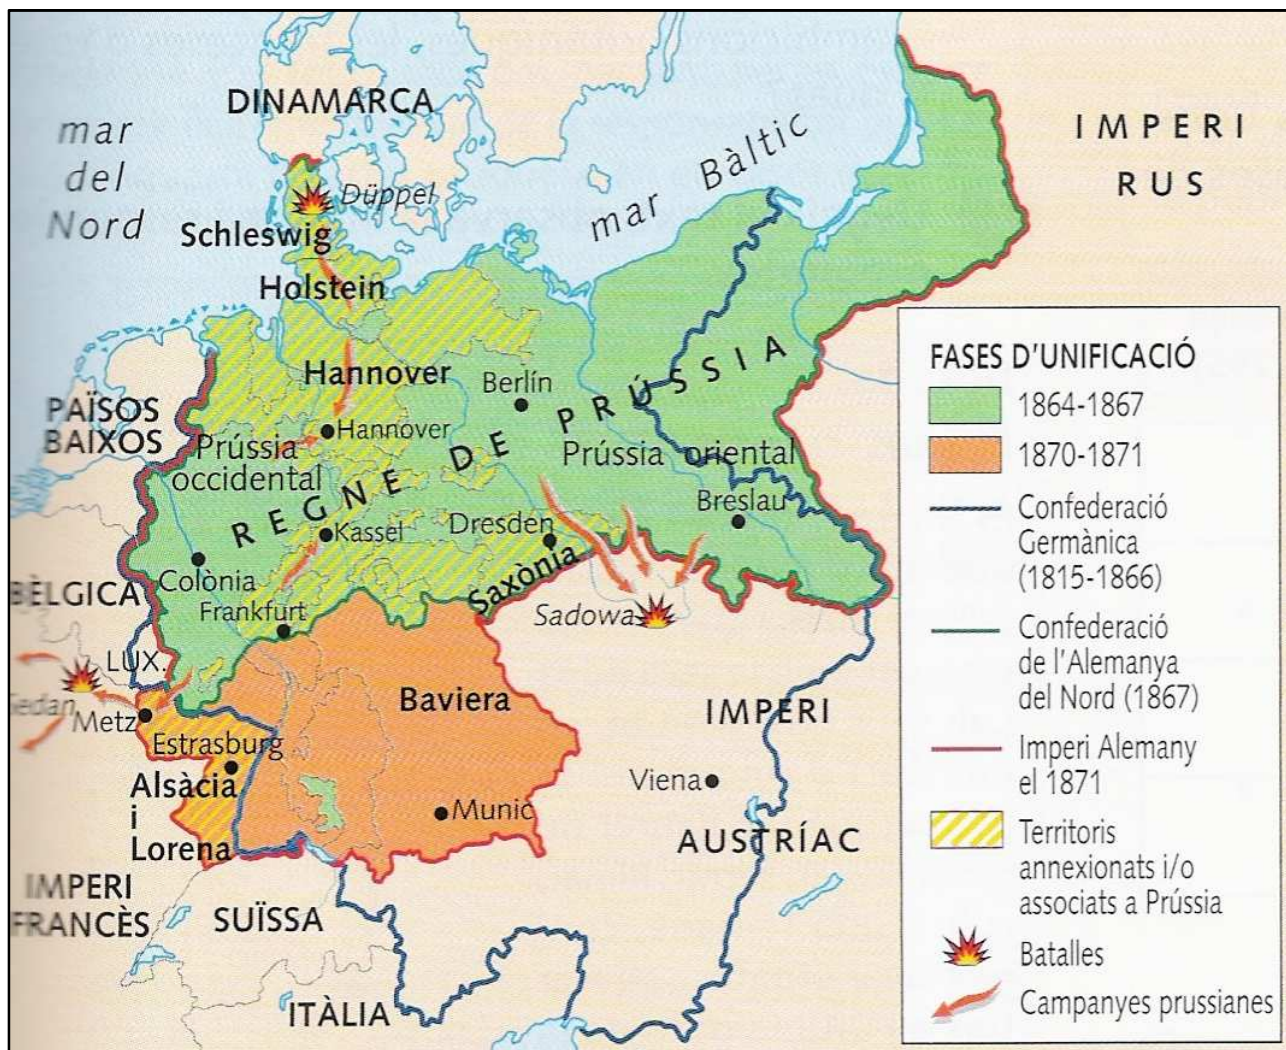 DINAMARCA
mar
del
Nord
Düppel
mar Bàltic
IMPERI
RUS
Schleswig
Holstein
Hannover
Berlín
PAÏSOS
BAIXOS
Hannover
Prússia
occidental
REGNE DE PRÚSSIA
Prússia oriental
Breslau
Kassel
Dresden
Colònia
BÈLGICA
Frankfurt
Saxònia
Sadowa
LUX.
Sedan
Metz
Baviera
IMPERI
AUSTRÍAC
Estrasburg
Alsàcia
i
Lorena
Viena
Munic
IMPERI
FRANCÈS
SUÏSSA
ITÀLIA
FASES D'UNIFICACIÓ
1864-1867
1870-1871
Confederació
Germànica
(1815-1866)
Confederació
de l'Alemanya
del Nord (1867)
Imperi Alemany
el 1871
Territoris
annexionats i/o
associats a Prússia
Batalles
Campanyes prussianes